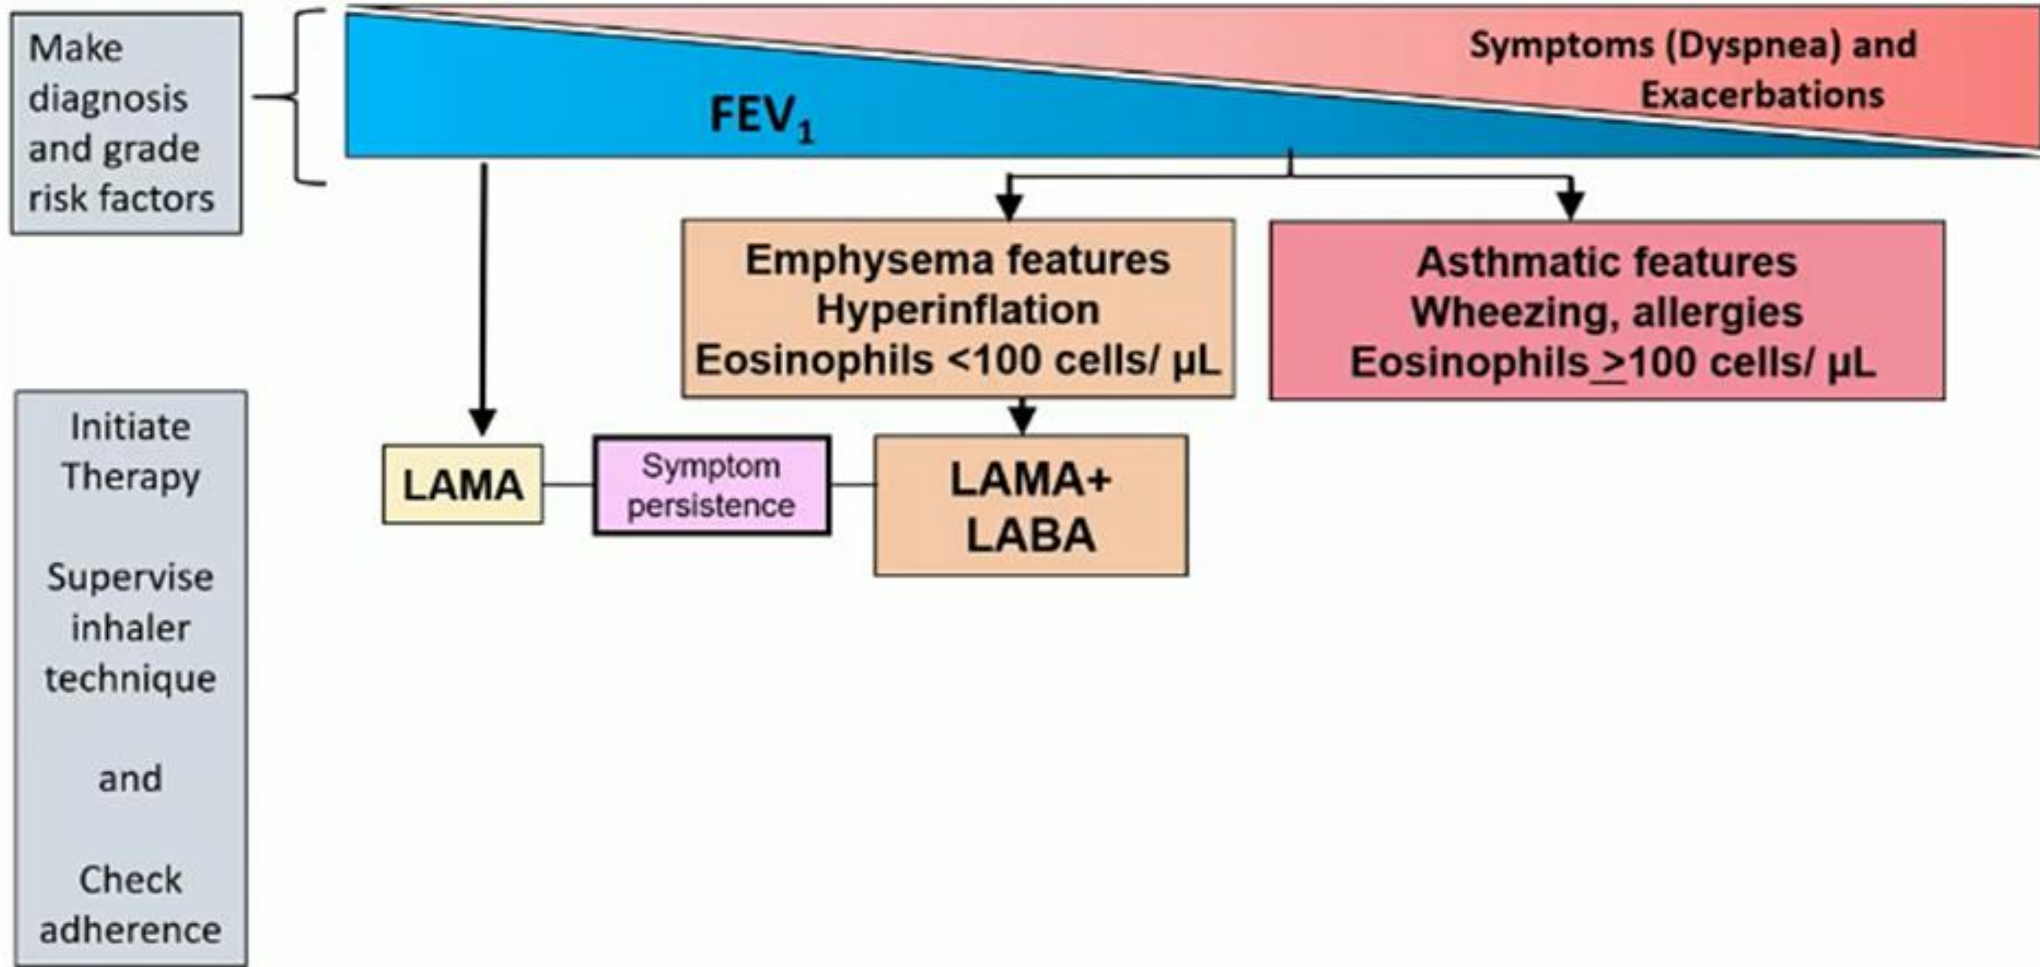 Make
diagnosis
and grade
risk factors
FEV₁
Symptoms (Dyspnea) and
Exacerbations
Emphysema features
Hyperinflation
Eosinophils <100 cells/ µL
Asthmatic features
Wheezing, allergies
Eosinophils ≥100 cells/ µL
Initiate
Therapy
Supervise
inhaler
technique
and
Check
adherence
LAMA
Symptom
persistence
LAMA+
LABA